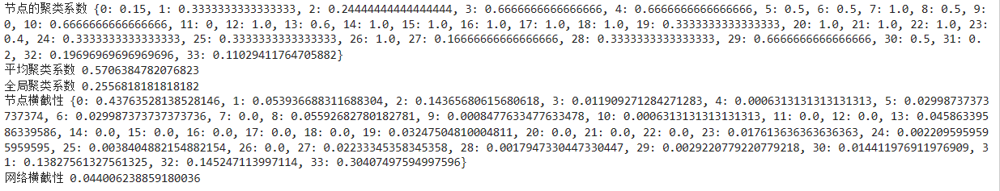 节点的聚类系数 {0: 0.15, 1: 0.3333333333333333, 2: 0.24444444444444444, 3: 0.6666666666666666, 4: 0.6666666666666666, 5: 0.5, 6: 0.5, 7: 1.0, 8: 0.5, 9:
0, 10: 0.6666666666666666, 11: 0, 12: 1.0, 13: 0.6, 14: 1.0, 15: 1.0, 16: 1.0, 17: 1.0, 18: 1.0, 19: 0.3333333333333333, 20: 1.0, 21: 1.0, 22: 1.0, 23:
0.4, 24: 0.3333333333333333, 25: 0.3333333333333333, 26: 1.0, 27: 0.16666666666666666, 28: 0.3333333333333333, 29: 0.6666666666666666, 30: 0.5, 31: 0.
2, 32: 0.19696969696969696, 33: 0.11029411764705882}
平均聚类系数 0.5706384782076823
全局聚类系数 0.2556818181818182
节点横截性 {0: 0.43763528138528146, 1: 0.053936688311688304, 2: 0.14365680615680618, 3: 0.011909271284271283, 4: 0.0006313131313131313, 5: 0.02998737373
737374, 6: 0.029987373737373736, 7: 0.0, 8: 0.05592682780182781, 9: 0.0008477633477633478, 10: 0.0006313131313131313, 11: 0.0, 12: 0.0, 13: 0.045863395
86339586, 14: 0.0, 15: 0.0, 16: 0.0, 17: 0.0, 18: 0.0, 19: 0.03247504810004811, 20: 0.0, 21: 0.0, 22: 0.0, 23: 0.017613636363636363, 24: 0.002209595959
5959595, 25: 0.0038404882154882154, 26: 0.0, 27: 0.02233345358345358, 28: 0.0017947330447330447, 29: 0.0029220779220779218, 30: 0.014411976911976909, 3
1: 0.13827561327561325, 32: 0.145247113997114, 33: 0.30407497594997596}
网络横截性 0.044006238859180036